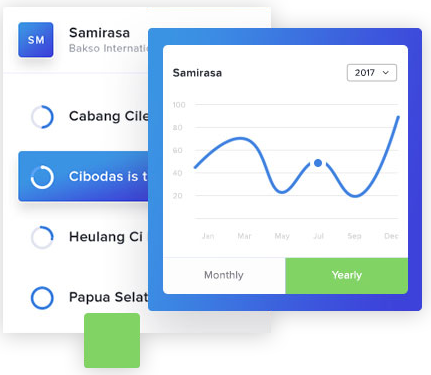 SM
Samirasa
Bakso Internatio
Cabang Cile
Cibodas is t
Heulang Ci
Papua Selat
Samirasa
2017
100
80
60
40
20
Jan
Mar
May
Jul
Sep
Dec
Monthly
Yearly